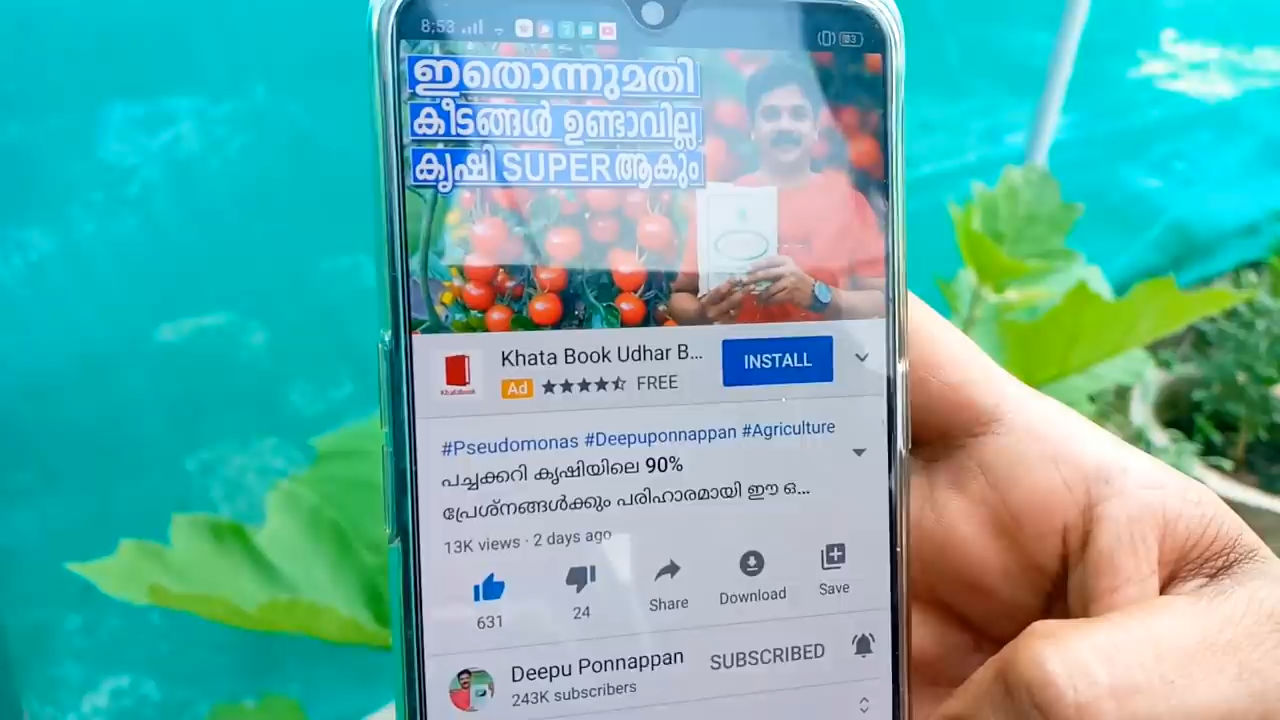 8:53
ഇതൊന്നുമതി
കീടങ്ങൾ ഉണ്ടാവില്ല
കൃഷി SUPER ആകും
Khata Book Udhar B...
INSTALL
Khatabook
Ad FREE
#Pseudomonas #Deeputonnappan #Agriculture
പച്ചക്കറി കൃഷിയിലെ 90%
പ്രേശ്നങ്ങൾക്കും പരിഹാരമായി ഈ ഒ...
13K views · 2 days ago
631
24
Share
Download
Save
Deepu Ponnappan
SUBSCRIBED
243K subscribers